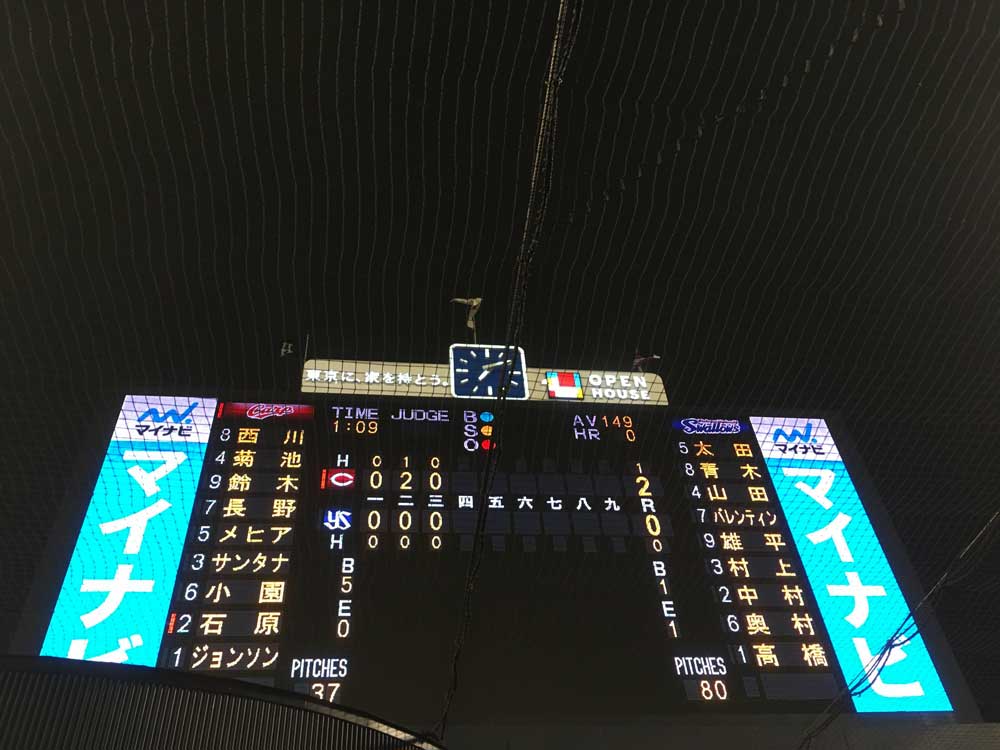 東京に、家を持とう。
OPEN
HOUSE
マイナビ
マイナビ
Carp
8 西川
4 菊池
9 鈴木
7 長野
5 メヒア
3 サンタナ
6 小園
2 石原
1 ジョンソン
TIME JUDGE
1:09
B
S
O
AV 149
HR 0
H 0 1 0 1
C 0 2 0 2
一 二 三 四 五 六 七 八 九 R
YS 0 0 0 0
H 0 0 0 0
B
5
E
0
B
1
E
1
PITCHES
37
PITCHES
80
Swallows
5 太田
8 青木
4 山田
7 バレンティン
9 雄平
3 村上
2 中村
6 奥村
1 高橋
マイナビ
マイナビ